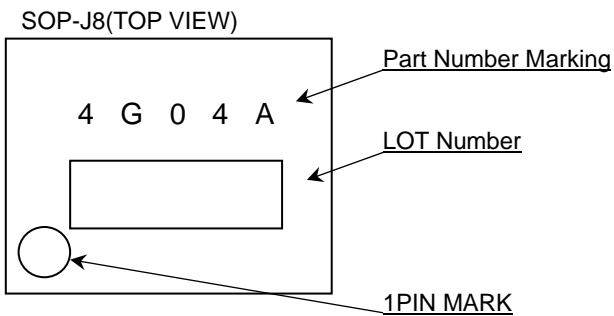 SOP-J8(TOP VIEW)
Part Number Marking
4 G 0 4 A
LOT Number
1PIN MARK